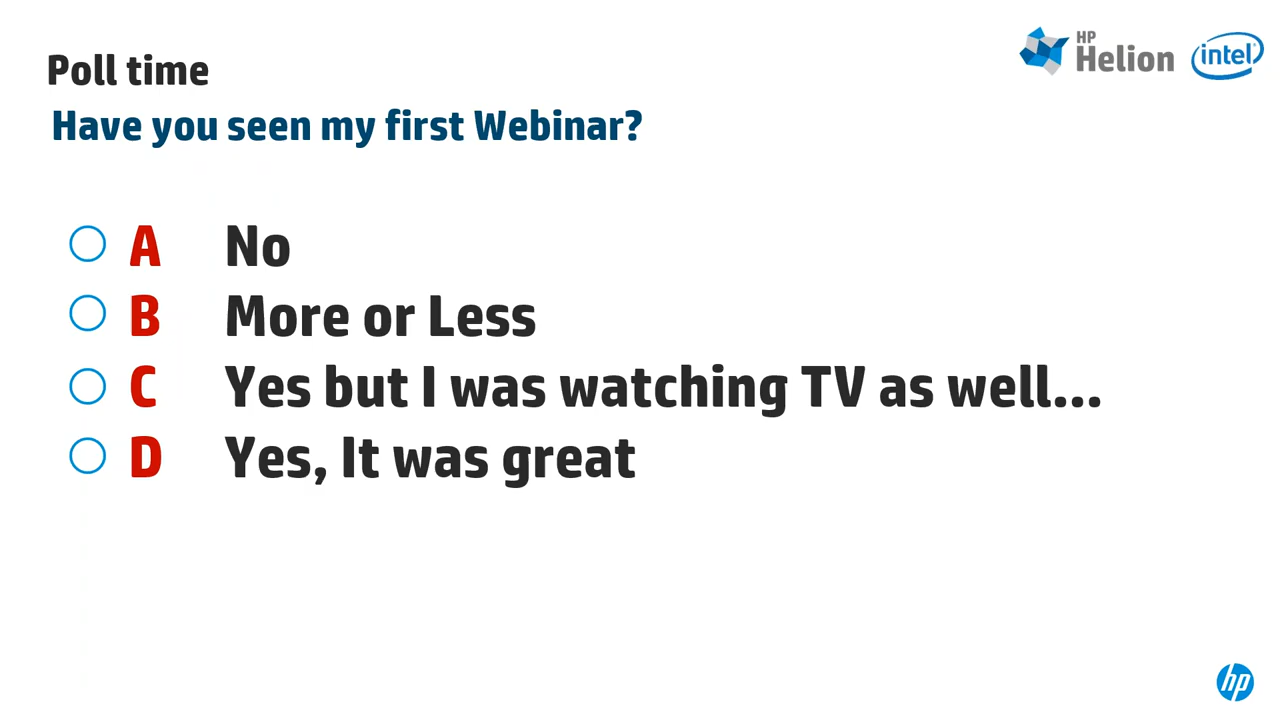 Poll time
Have you seen my first Webinar?
HP
Helion
intel
A No
B More or Less
C Yes but I was watching TV as well...
D Yes, It was great
hp